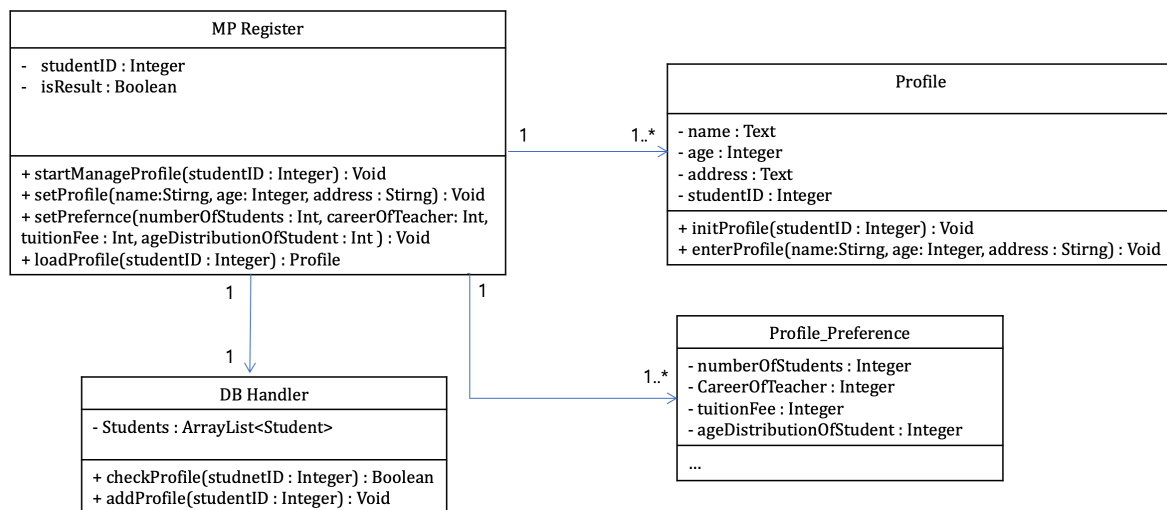 MP Register
- studentID : Integer
- isResult : Boolean
+ startManageProfile(studentID : Integer) : Void
+ setProfile(name:Stirng, age: Integer, address : Stirng) : Void
+ setPrefernce(numberOfStudents : Int, careerOfTeacher: Int,
tuitionFee : Int, ageDistributionOfStudent : Int ) : Void
+ loadProfile(studentID : Integer) : Profile
1
1..*
Profile
- name : Text
- age : Integer
- address : Text
- studentID : Integer
+ initProfile(studentID : Integer) : Void
+ enterProfile(name:Stirng, age: Integer, address : Stirng) : Void
1
1
1
1..*
DB Handler
- Students : ArrayList<Student>
+ checkProfile(studnetID : Integer) : Boolean
+ addProfile(studentID : Integer) : Void
Profile_Preference
- numberOfStudents : Integer
- CareerOfTeacher : Integer
- tuitionFee : Integer
- ageDistributionOfStudent : Integer
...